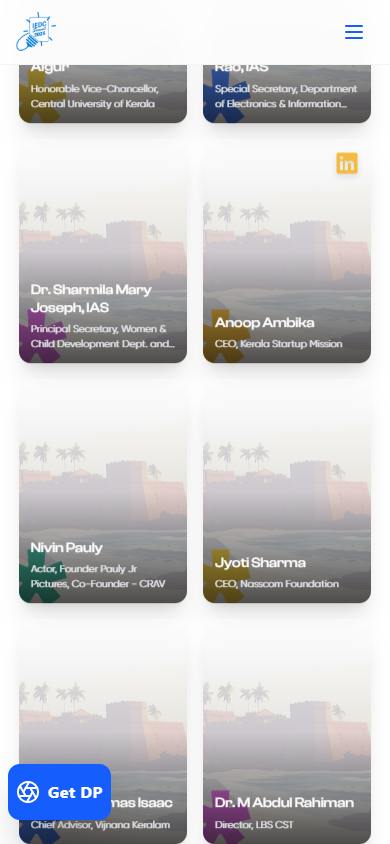 IEDC
Algur
Honorable Vice-Chancellor,
Central University of Kerala
Rao, IAS
Special Secretary, Department
of Electronics & Information...
in
Dr. Sharmila Mary
Joseph, IAS
Principal Secretary, Women &
Child Development Dept. and...
Anoop Ambika
CEO, Kerala Startup Mission
Nivin Pauly
Actor, Founder Pauly Jr
Pictures, Co-Founder - CRAV
Jyoti Sharma
CEO, Nasscom Foundation
mas Isaac
Chief Advisor, Vijnana Keralam
Dr. M Abdul Rahiman
Director, LBS CST
Get DP